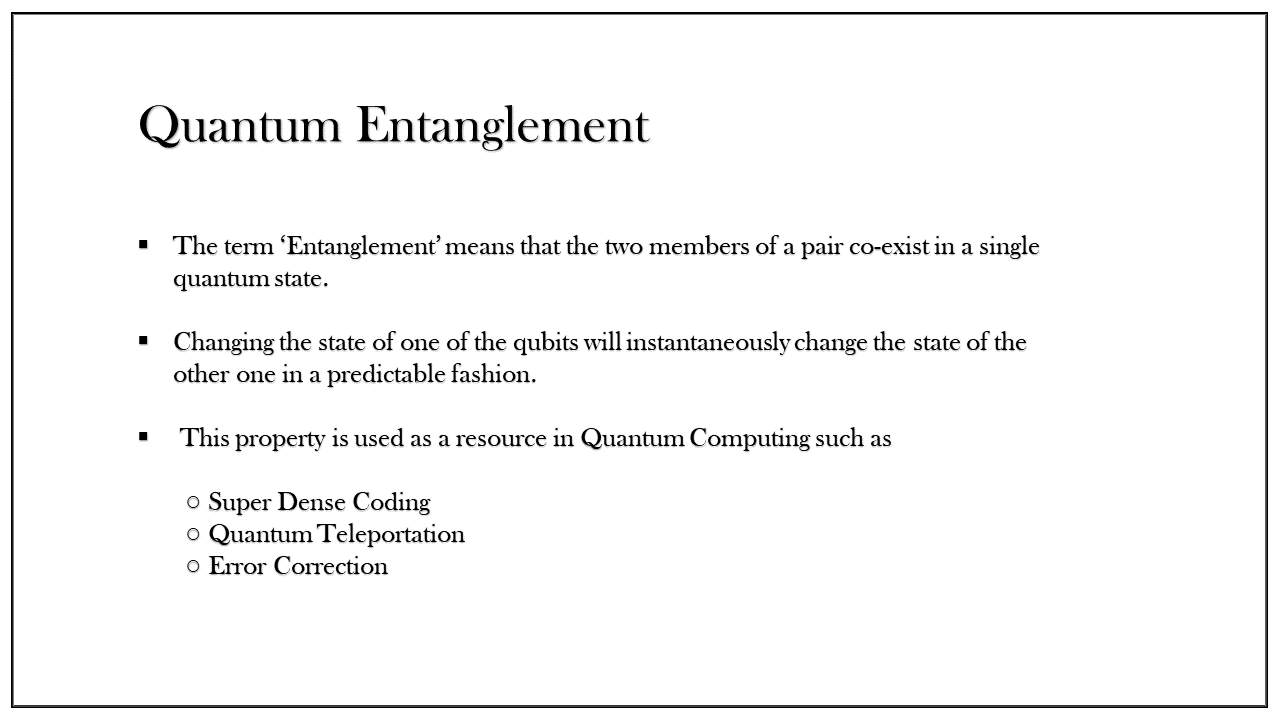 Quantum Entanglement
▪ The term ‘Entanglement’ means that the two members of a pair co-exist in a single
quantum state.
▪ Changing the state of one of the qubits will instantaneously change the state of the
other one in a predictable fashion.
▪ This property is used as a resource in Quantum Computing such as
○ Super Dense Coding
○ Quantum Teleportation
○ Error Correction